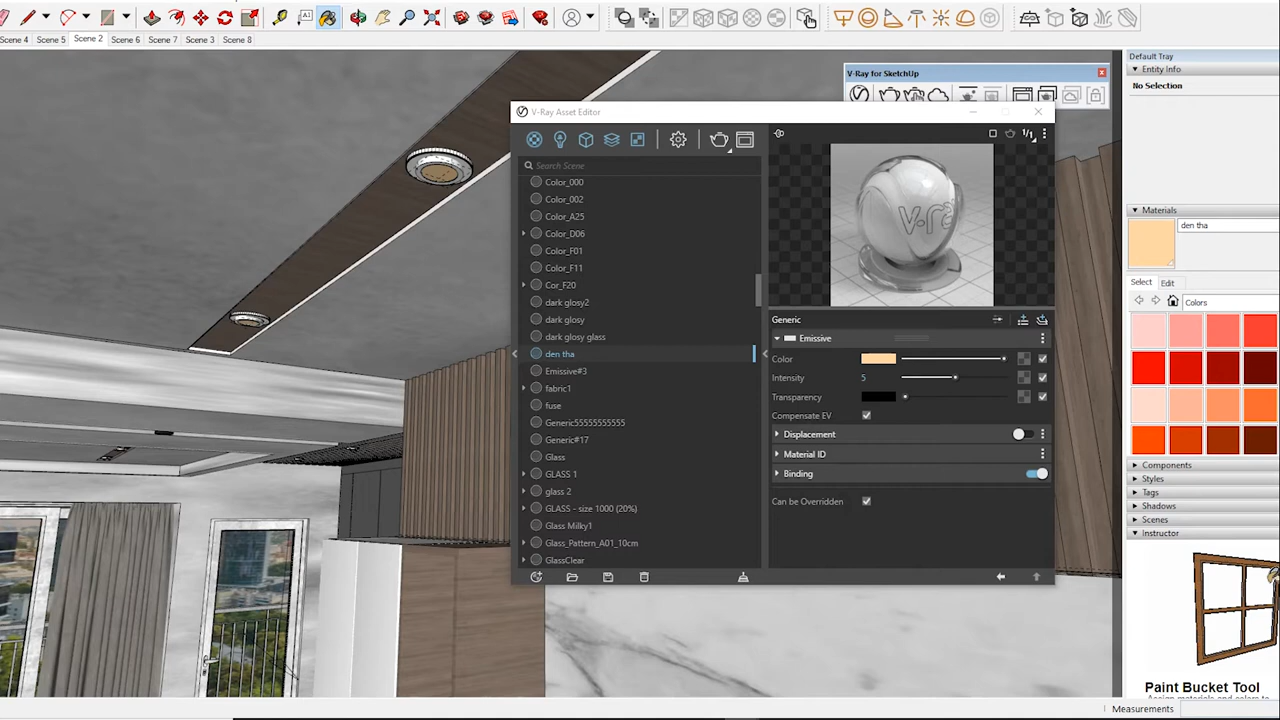 Scene 4
Scene 5
Scene 2
Scene 6
Scene 7
Scene 3
Scene 8
Default Tray
Entity Info
No Selection
V-Ray for SketchUp
V-Ray Asset Editor
1/1
Search Scene
Color_000
Color_002
Color_A25
Color_D06
Color_F01
Color_F11
Cor_F20
dark glosy2
dark glosy
dark glosy glass
den tha
Emissive#3
fabric1
fuse
Generic55555555555
Generic#17
Glass
GLASS 1
glass 2
GLASS - size 1000 (20%)
Glass Milky1
Glass_Pattern_A01_10cm
GlassClear
Generic
Emissive
Color
Intensity
5
Transparency
Compensate EV
Displacement
Material ID
Binding
Can be Overridden
Materials
den tha
Select
Edit
Colors
Components
Styles
Tags
Shadows
Scenes
Instructor
Paint Bucket Tool
Measurements